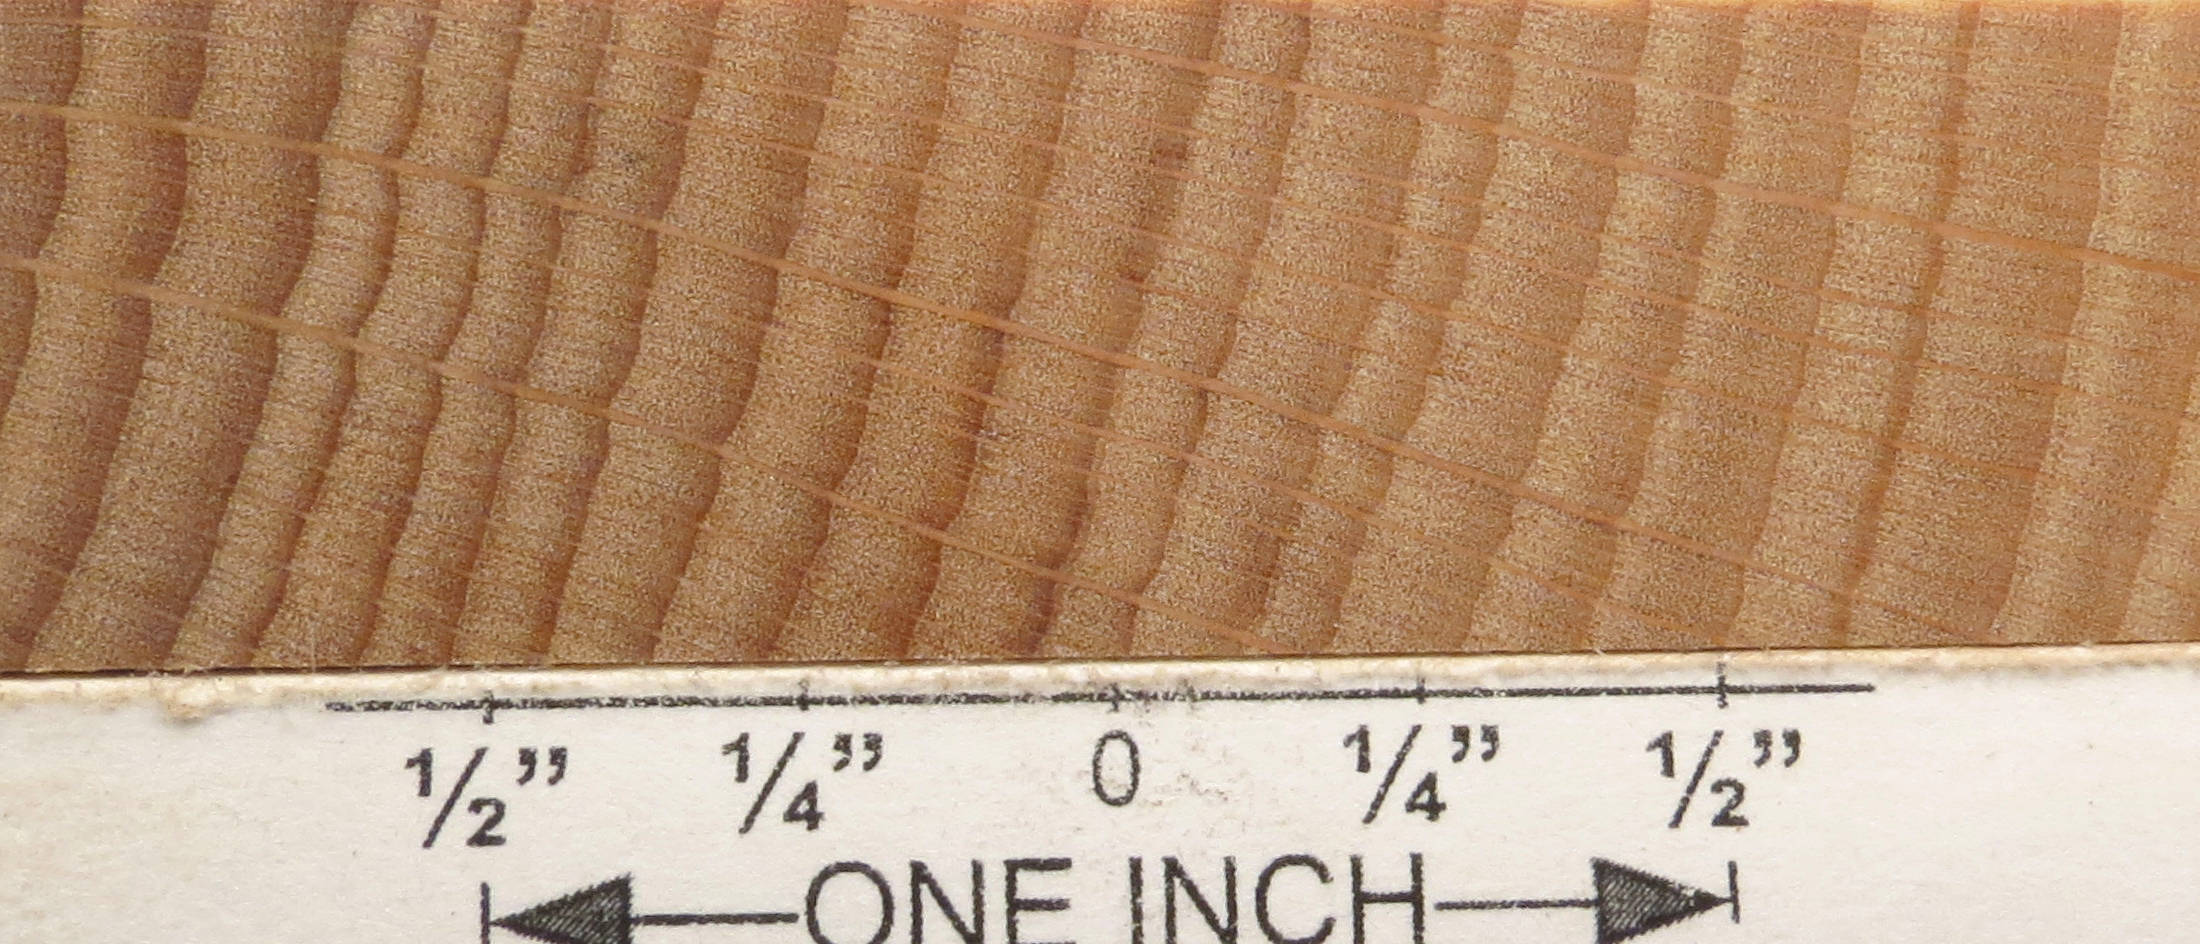 1/2” 1/4” 0 1/4” 1/2”
ONE INCH